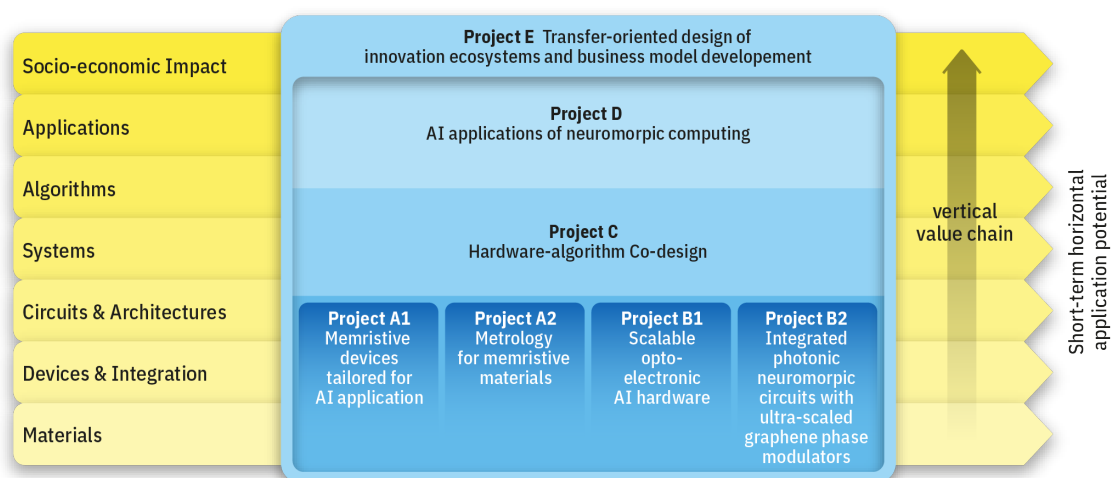 Project E Transfer-oriented design of
innovation ecosystems and business model developement
Socio-economic Impact
Applications
Algorithms
Systems
Circuits & Architectures
Devices & Integration
Materials
Project D
AI applications of neuromorpic computing
Project C
Hardware-algorithm Co-design
Project A1
Memristive
devices
tailored for
AI application
Project A2
Metrology
for memristive
materials
Project B1
Scalable
opto-
electronic
AI hardware
Project B2
Integrated
photonic
neuromorpic
circuits with
ultra-scaled
graphene phase
modulators
vertical
value chain
Short-term horizontal
application potential